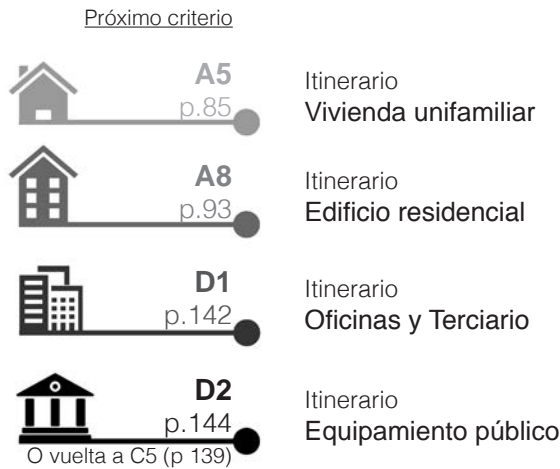 Próximo criterio
A5
p.85
Itinerario
Vivienda unifamiliar
A8
p.93
Itinerario
Edificio residencial
D1
p.142
Itinerario
Oficinas y Terciario
D2
p.144
O vuelta a C5 (p 139)
Itinerario
Equipamiento público